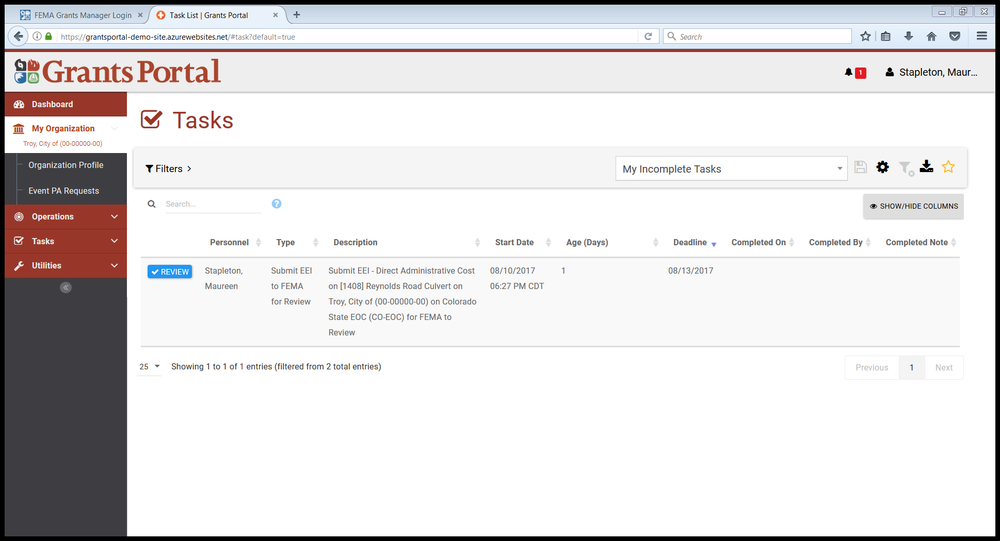 FEMA Grants Manager Login
Task List | Grants Portal
https://grantsportal-demo-site.azurewebsites.net/#task?default=true
Search
Grants Portal
1
Stapleton, Maur...
Dashboard
My Organization
Troy, City of (00-00000-00)
Organization Profile
Event PA Requests
Operations
Tasks
Utilities
Tasks
Filters
My Incomplete Tasks
Search...
SHOW/HIDE COLUMNS
Personnel Type Description Start Date Age (Days) Deadline Completed On Completed By Completed Note
REVIEW Stapleton, Submit EEI Submit EEI - Direct Administrative Cost 08/10/2017 1 08/13/2017
Maureen to FEMA on [1408] Reynolds Road Culvert on 06:27 PM CDT
for Review Troy, City of (00-00000-00) on Colorado
State EOC (CO-EOC) for FEMA to
Review
25 Showing 1 to 1 of 1 entries (filtered from 2 total entries)
Previous 1 Next